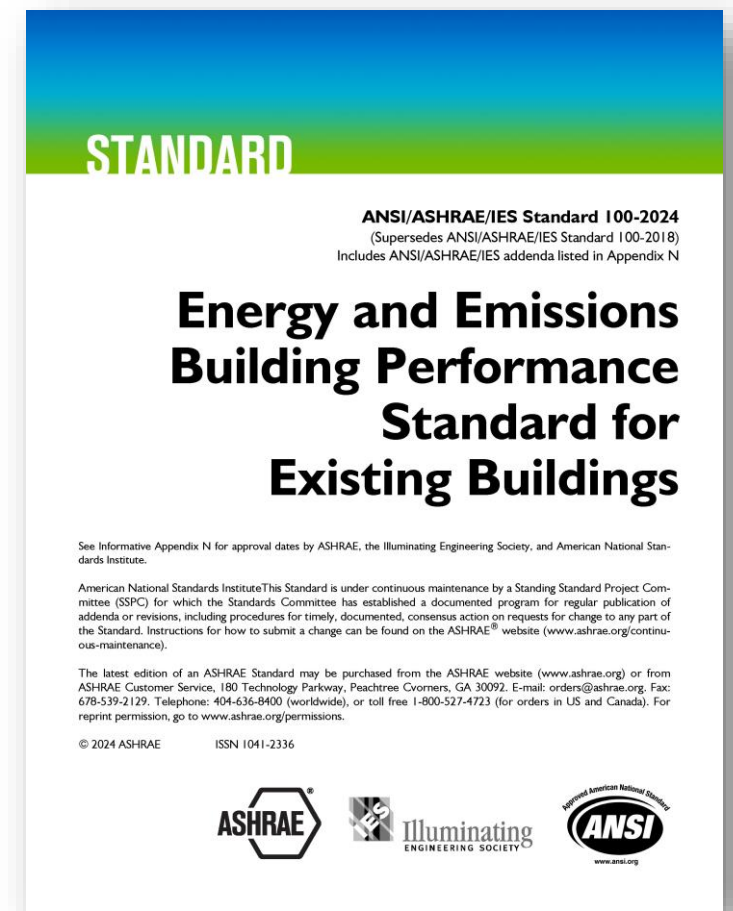 STANDARD
ANSI/ASHRAE/IES Standard 100-2024
(Supersedes ANSI/ASHRAE/IES Standard 100-2018)
Includes ANSI/ASHRAE/IES addenda listed in Appendix N
Energy and Emissions
Building Performance
Standard for
Existing Buildings
See Informative Appendix N for approval dates by ASHRAE, the Illuminating Engineering Society, and American National Stan-
dards Institute.
American National Standards InstituteThis Standard is under continuous maintenance by a Standing Standard Project Com-
mittee (SSPC) for which the Standards Committee has established a documented program for regular publication of
addenda or revisions, including procedures for timely, documented, consensus action on requests for change to any part of
the Standard. Instructions for how to submit a change can be found on the ASHRAE® website (www.ashrae.org/continu-
ous-maintenance).
The latest edition of an ASHRAE Standard may be purchased from the ASHRAE website (www.ashrae.org) or from
ASHRAE Customer Service, 180 Technology Parkway, Peachtree Cvorners, GA 30092. E-mail: orders@ashrae.org. Fax:
678-539-2129. Telephone: 404-636-8400 (worldwide), or toll free 1-800-527-4723 (for orders in US and Canada). For
reprint permission, go to www.ashrae.org/permissions.
© 2024 ASHRAE ISSN 1041-2336
ASHRAE®
IES Illuminating
ENGINEERING SOCIETY
Approved American National Standard
ANSI
www.ansi.org